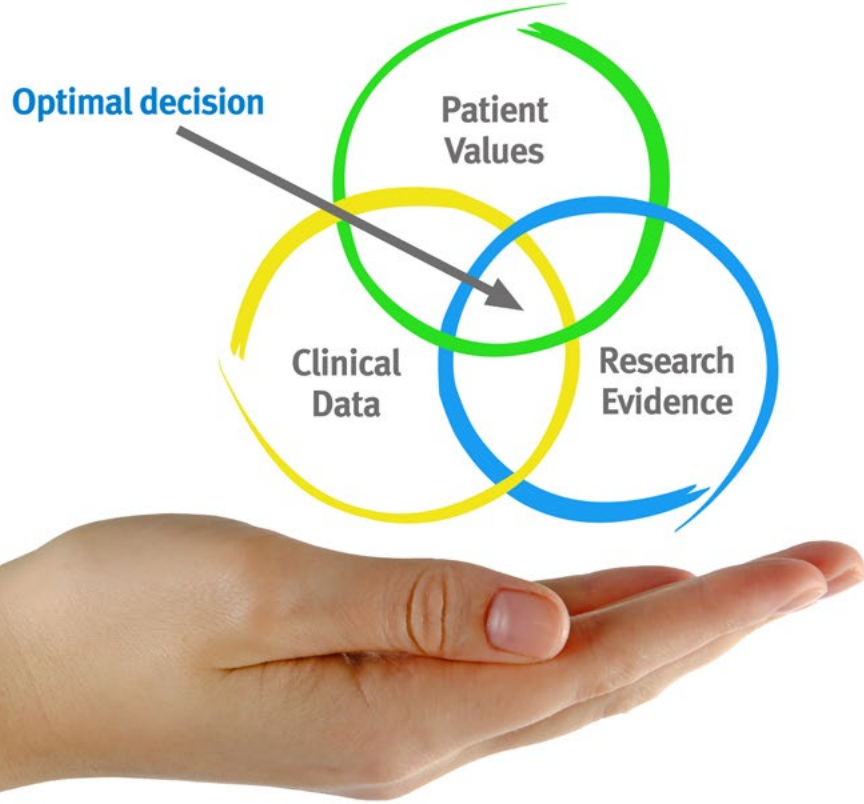 Optimal decision
Patient
Values
Clinical
Data
Research
Evidence